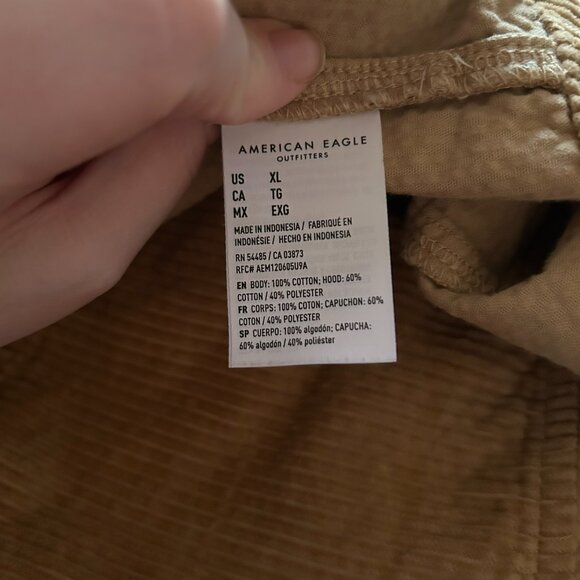 AMERICAN EAGLE
OUTFITTERS
US XL
CA TG
MX EXG
MADE IN INDONESIA / FABRIQUÉ EN
INDONÉSIE / HECHO EN INDONESIA
RN 54485 / CA 03873
RFC# AEM120605U9A
EN BODY: 100% COTTON; HOOD: 60%
COTTON / 40% POLYESTER
FR CORPS: 100% COTON; CAPUCHON: 60%
COTON / 40% POLYESTER
SP CUERPO: 100% algodón; CAPUCHA:
60% algodón / 40% poliéster